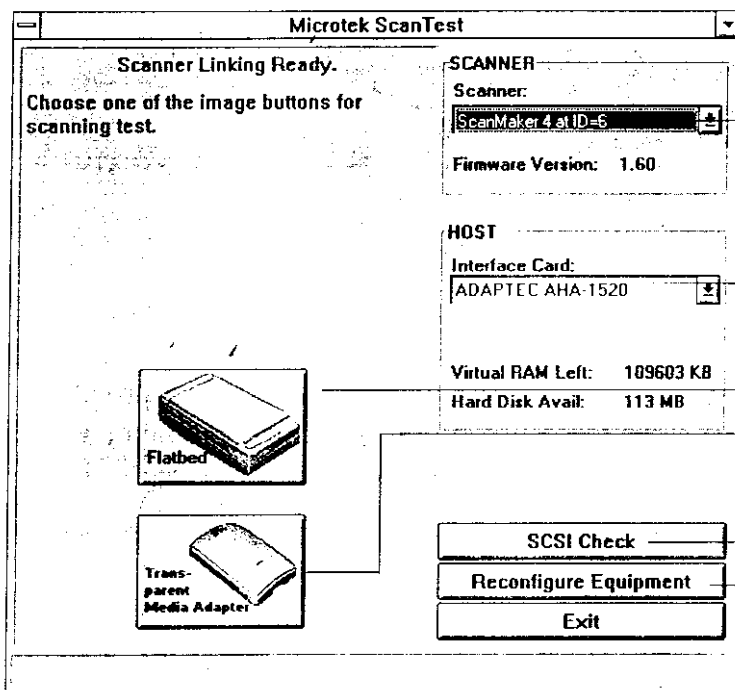 Microtek ScanTest
Scanner Linking Ready.
Choose one of the image buttons for
scanning test.
SCANNER
Scanner:
ScanMaker 4 at ID=6
Firmware Version: 1.60
HOST
Interface Card:
ADAPTEC AHA-1520
Virtual RAM Left: 109603 KB
Hard Disk Avail: 113 MB
Flatbed
Trans-
parent
Media Adapter
SCSI Check
Reconfigure Equipment
Exit